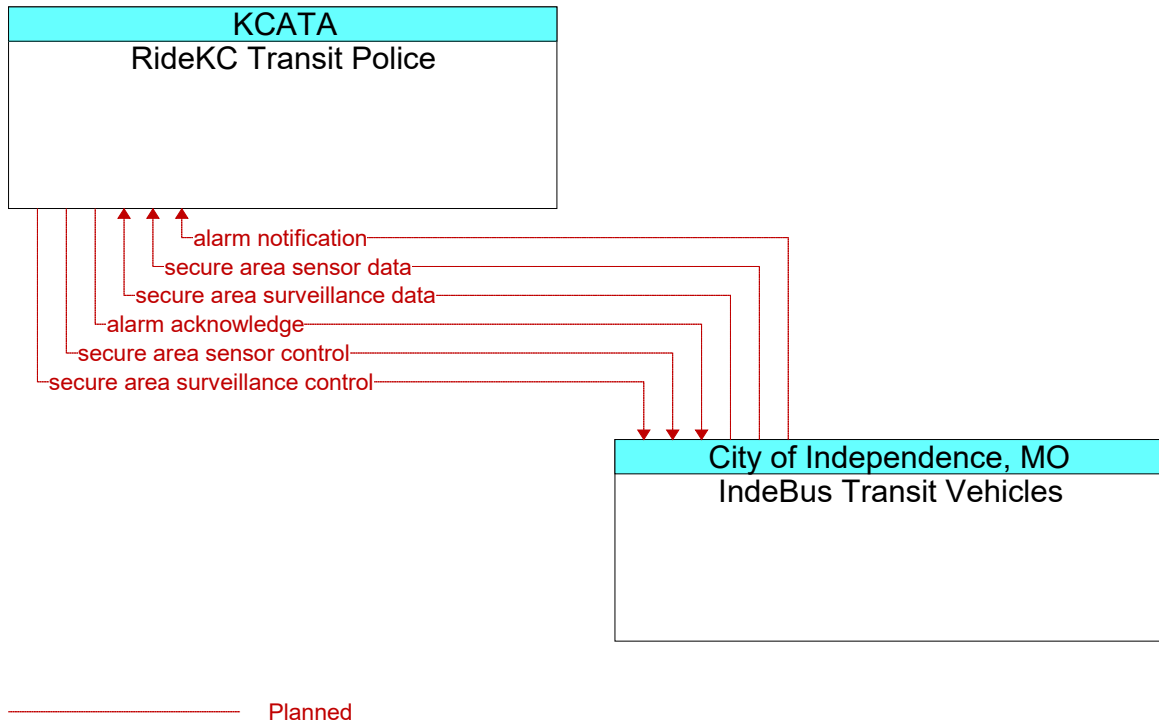 KCATA
RideKC Transit Police
alarm notification
secure area sensor data
secure area surveillance data
alarm acknowledge
secure area sensor control
secure area surveillance control
City of Independence, MO
IndeBus Transit Vehicles
Planned